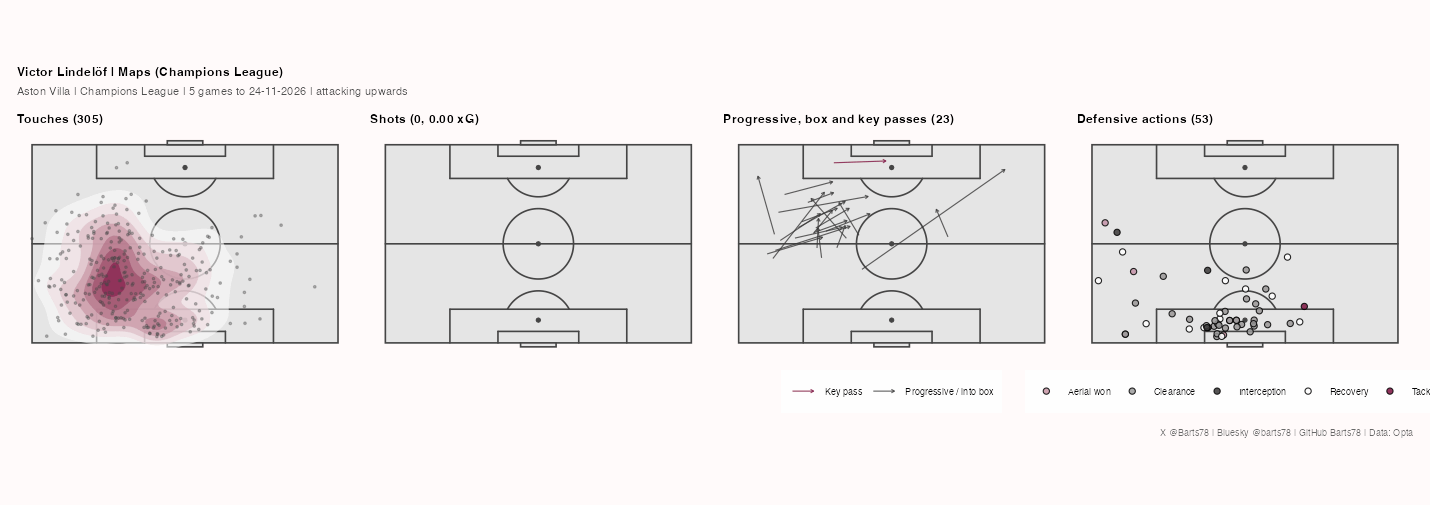 Victor Lindelöf | Maps (Champions League)
Aston Villa | Champions League | 5 games to 24-11-2026 | attacking upwards
Touches (305)
Shots (0, 0.00 xG)
Progressive, box and key passes (23)
Defensive actions (53)
Key pass
Progressive / into box
Aerial won
Clearance
Interception
Recovery
Tack
X @Barts78 | Bluesky @barts78 | GitHub Barts78 | Data: Opta